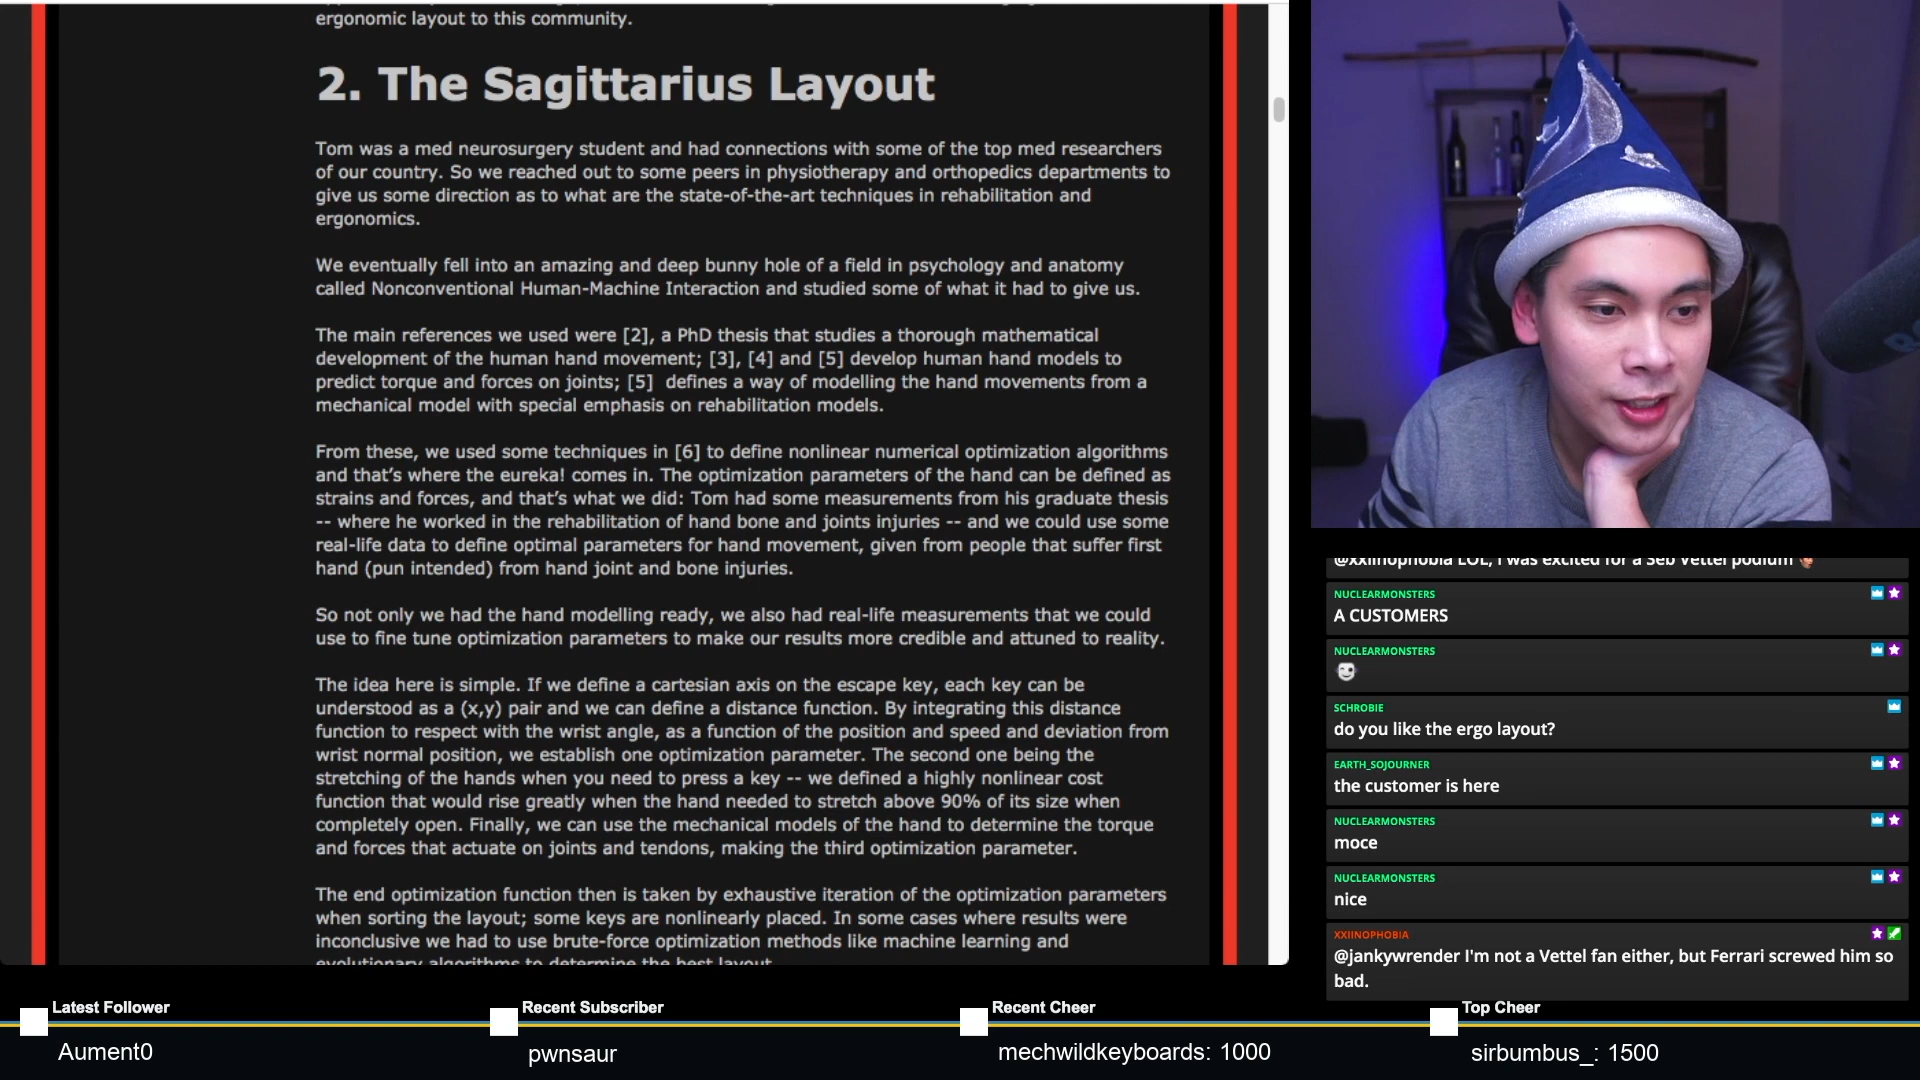 ergonomic layout to this community.
2. The Sagittarius Layout
Tom was a med neurosurgery student and had connections with some of the top med researchers
of our country. So we reached out to some peers in physiotherapy and orthopedics departments to
give us some direction as to what are the state-of-the-art techniques in rehabilitation and
ergonomics.
We eventually fell into an amazing and deep bunny hole of a field in psychology and anatomy
called Nonconventional Human-Machine Interaction and studied some of what it had to give us.
The main references we used were [2], a PhD thesis that studies a thorough mathematical
development of the human hand movement; [3], [4] and [5] develop human hand models to
predict torque and forces on joints; [5]  defines a way of modelling the hand movements from a
mechanical model with special emphasis on rehabilitation models.
From these, we used some techniques in [6] to define nonlinear numerical optimization algorithms
and that's where the eureka! comes in. The optimization parameters of the hand can be defined as
strains and forces, and that's what we did: Tom had some measurements from his graduate thesis
-- where he worked in the rehabilitation of hand bone and joints injuries -- and we could use some
real-life data to define optimal parameters for hand movement, given from people that suffer first
hand (pun intended) from hand joint and bone injuries.
So not only we had the hand modelling ready, we also had real-life measurements that we could
use to fine tune optimization parameters to make our results more credible and attuned to reality.
The idea here is simple. If we define a cartesian axis on the escape key, each key can be
understood as a (x,y) pair and we can define a distance function. By integrating this distance
function to respect with the wrist angle, as a function of the position and speed and deviation from
wrist normal position, we establish one optimization parameter. The second one being the
stretching of the hands when you need to press a key -- we defined a highly nonlinear cost
function that would rise greatly when the hand needed to stretch above 90% of its size when
completely open. Finally, we can use the mechanical models of the hand to determine the torque
and forces that actuate on joints and tendons, making the third optimization parameter.
The end optimization function then is taken by exhaustive iteration of the optimization parameters
when sorting the layout; some keys are nonlinearly placed. In some cases where results were
inconclusive we had to use brute-force optimization methods like machine learning and
evolutionary algorithms to determine the best layout.
@xxiinophobia LOL, I was excited for a Seb Vettel podium
NUCLEARMONSTERS
A CUSTOMERS
NUCLEARMONSTERS
SCHROBIE
do you like the ergo layout?
EARTH_SOJOURNER
the customer is here
NUCLEARMONSTERS
moce
NUCLEARMONSTERS
nice
XXIINOPHOBIA
@jankywrender I'm not a Vettel fan either, but Ferrari screwed him so
bad.
Latest Follower
Aument0
Recent Subscriber
pwnsaur
Recent Cheer
mechwildkeyboards: 1000
Top Cheer
sirbumbus_: 1500